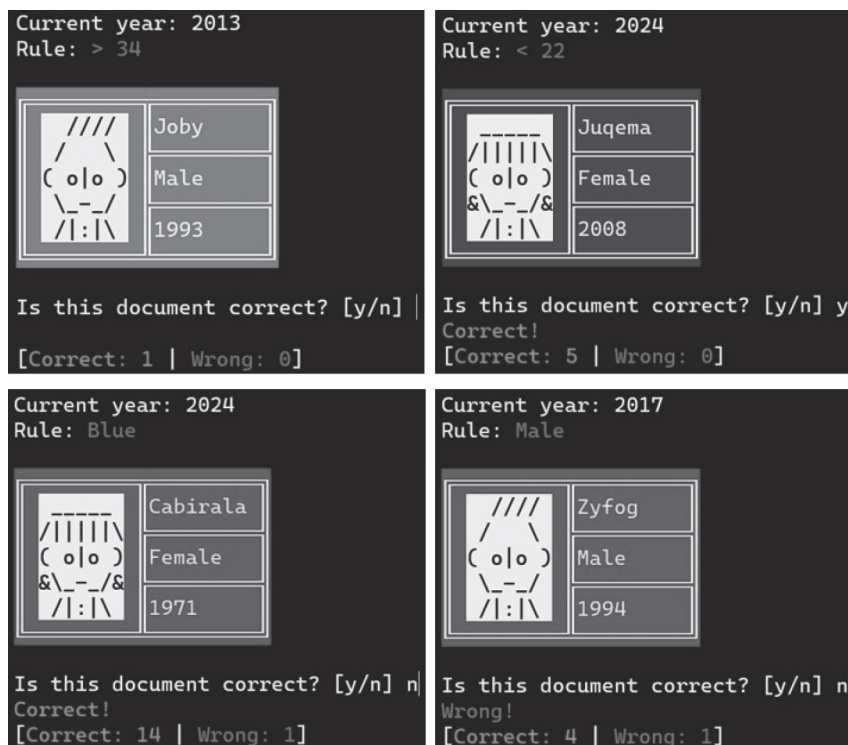 Current year: 2013
Rule: > 34
Joby
Male
1993
Is this document correct? [y/n]
[Correct: 1 | Wrong: 0]
Current year: 2024
Rule: < 22
Juqema
Female
2008
Is this document correct? [y/n] y
Correct!
[Correct: 5 | Wrong: 0]
Current year: 2024
Rule: Blue
Cabirala
Female
1971
Is this document correct? [y/n] n
Correct!
[Correct: 14 | Wrong: 1]
Current year: 2017
Rule: Male
Zyfog
Male
1994
Is this document correct? [y/n] n
Wrong!
[Correct: 4 | Wrong: 1]